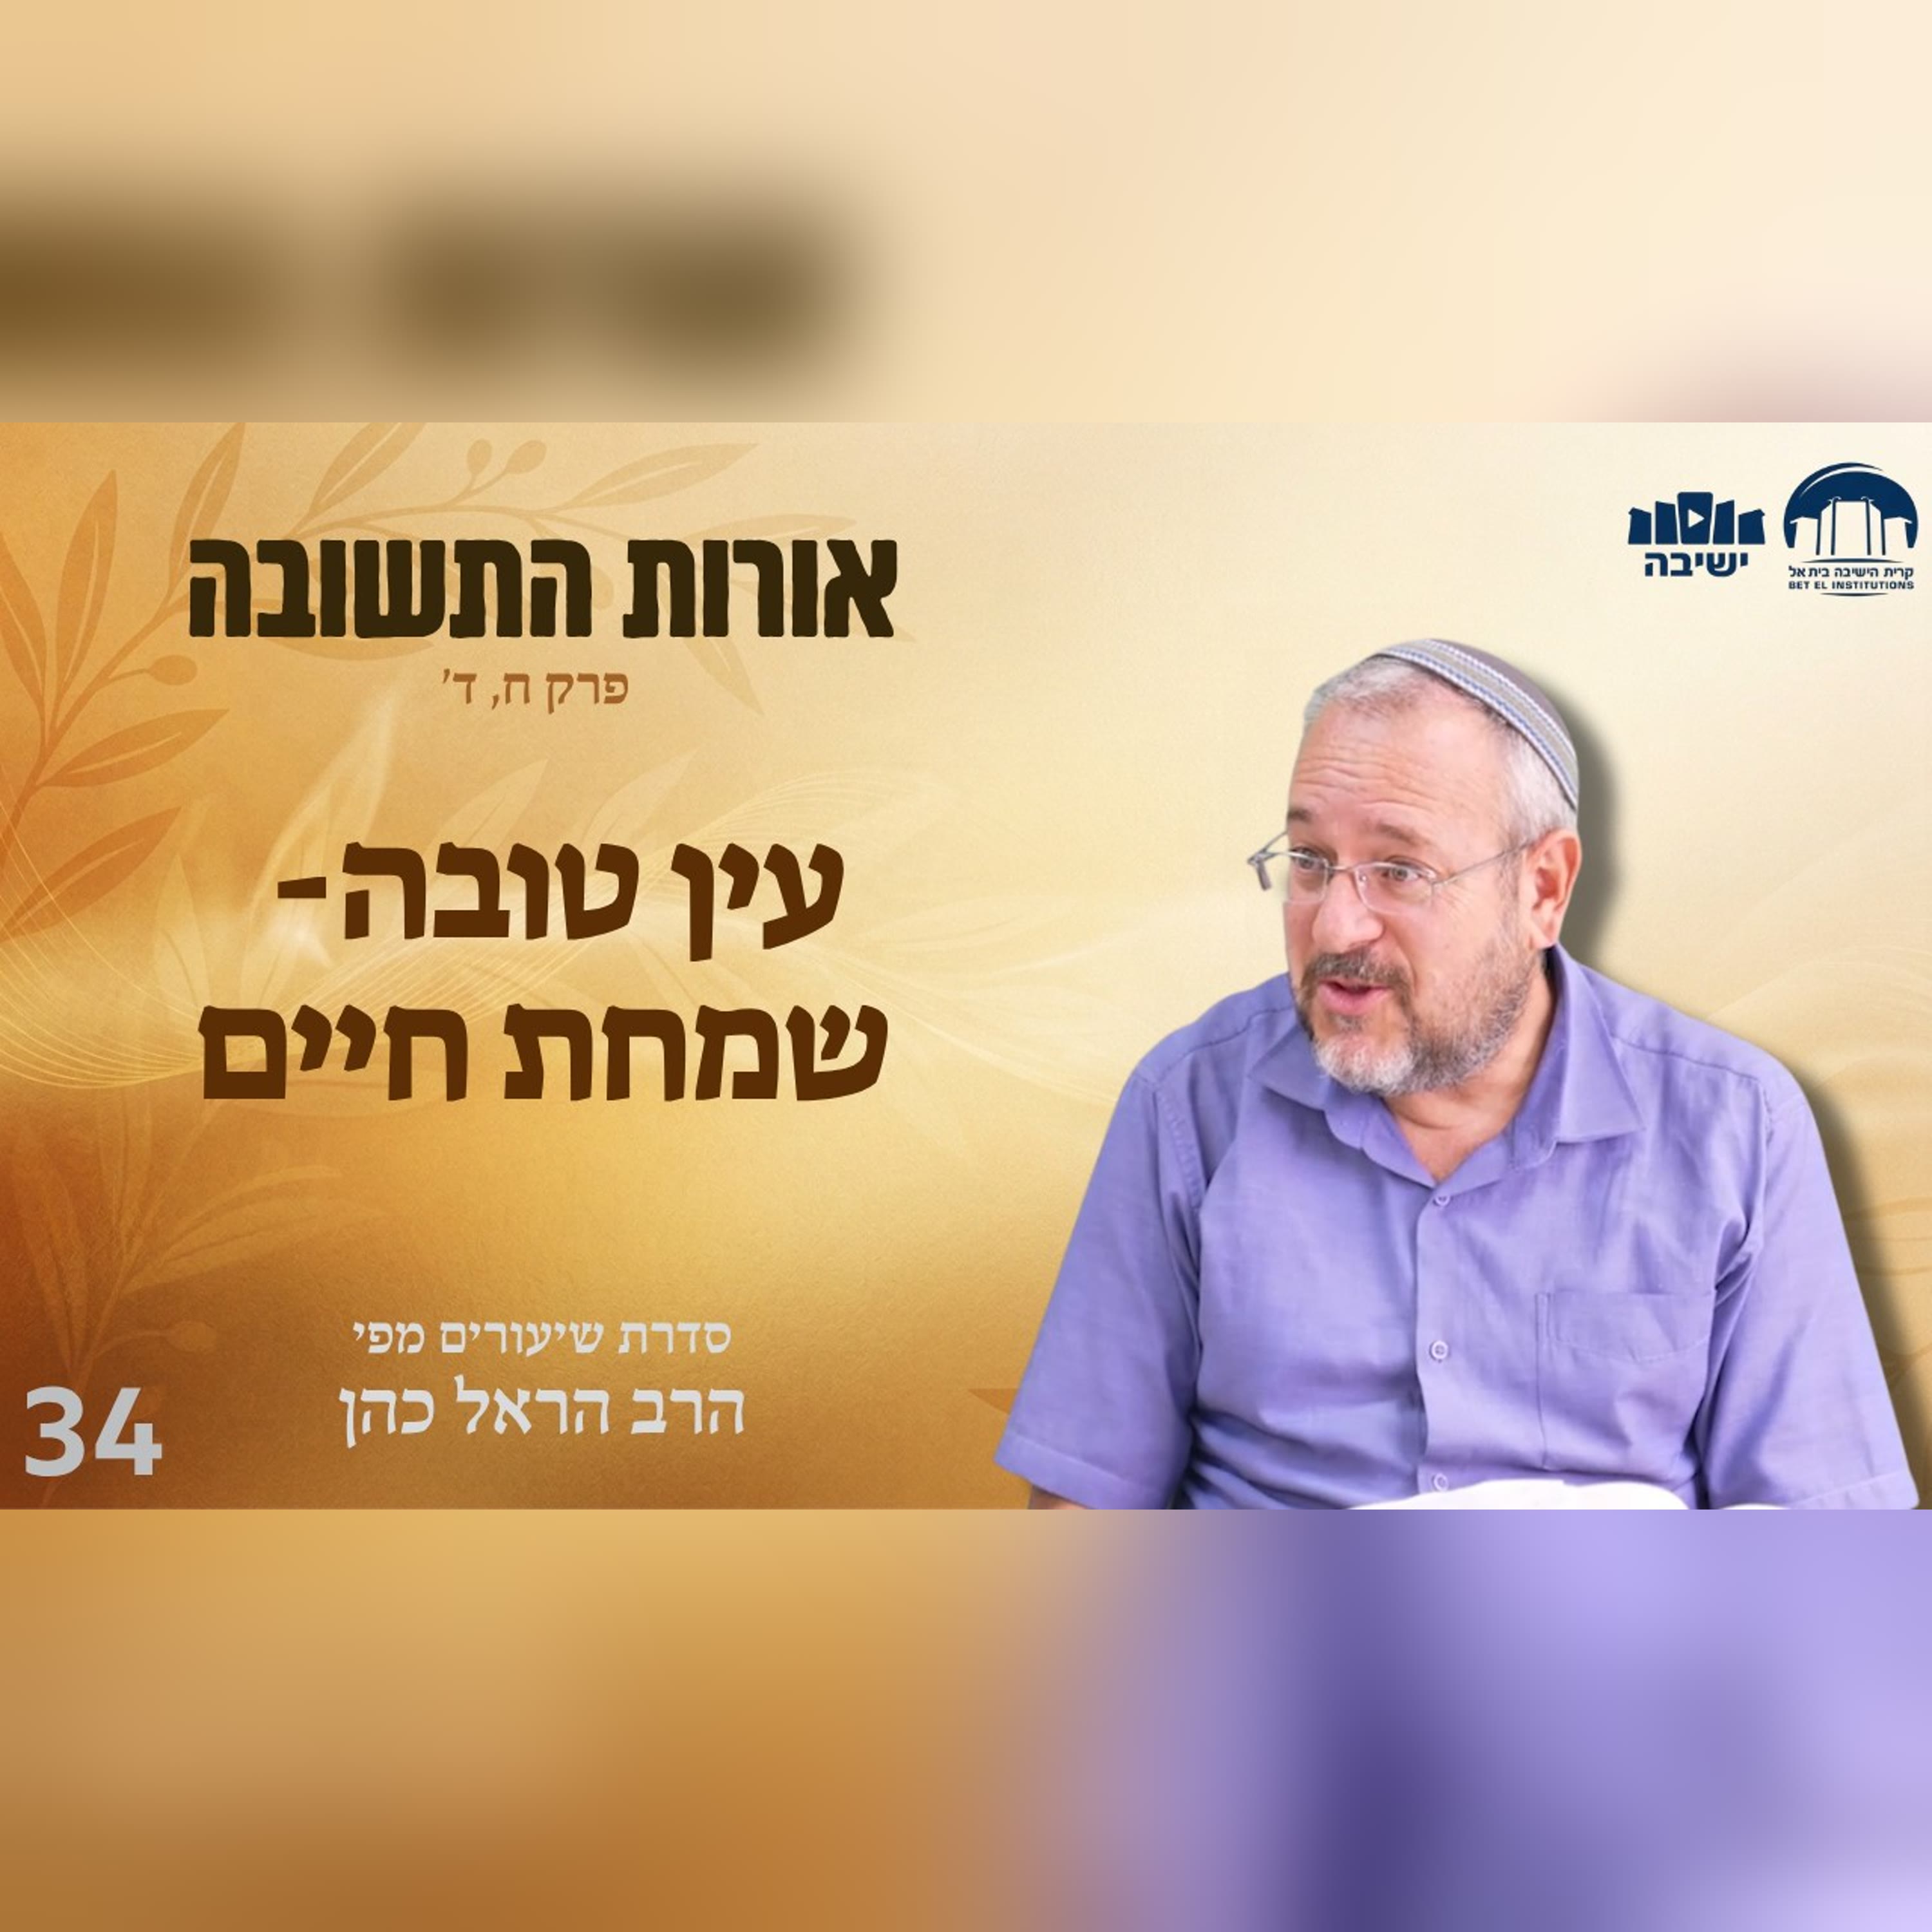 אורות התשובה
פרק ח, ד'
עין טובה-
שמחת חיים
סדרת שיעורים מפי
הרב הראל כהן
34
ישיבה
קרית הישיבה בית אל
BET EL INSTITUTIONS